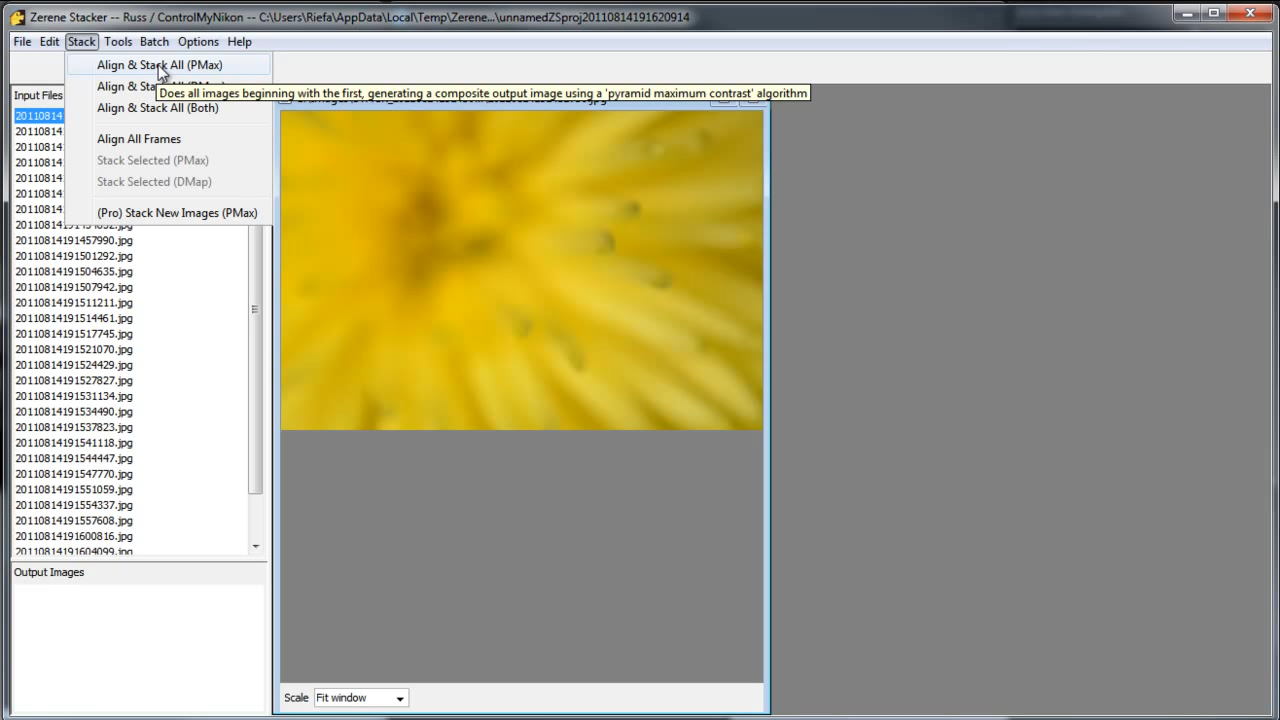 Zerene Stacker -- Russ / ControlMyNikon -- C:\Users\Riefa\AppData\Local\Temp\Zerene...\unnamedZSproj20110814191620914
File Edit Stack Tools Batch Options Help
Align & Stack All (PMax)
Does all images beginning with the first, generating a composite output image using a 'pyramid maximum contrast' algorithm
Align & Stack All (Both)
Align All Frames
Stack Selected (PMax)
Stack Selected (DMap)
(Pro) Stack New Images (PMax)
Input Files
20110814191457990.jpg
20110814191501292.jpg
20110814191504635.jpg
20110814191507942.jpg
20110814191511211.jpg
20110814191514461.jpg
20110814191517745.jpg
20110814191521070.jpg
20110814191524429.jpg
20110814191527827.jpg
20110814191531134.jpg
20110814191534490.jpg
20110814191537823.jpg
20110814191541118.jpg
20110814191544447.jpg
20110814191547770.jpg
20110814191551059.jpg
20110814191554337.jpg
20110814191557608.jpg
20110814191600816.jpg
20110814191604099.jpg
Output Images
Scale Fit window